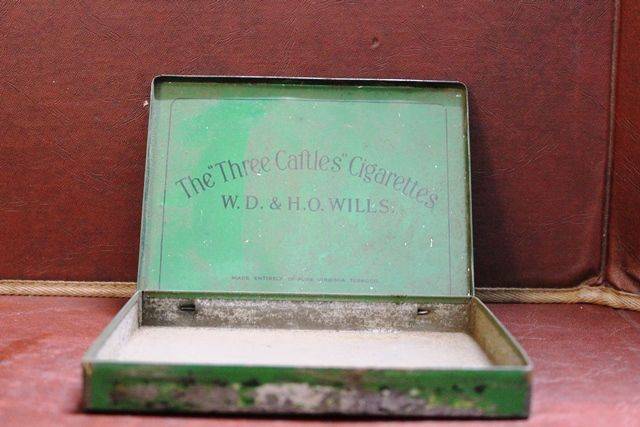 The "Three Castles" Cigarettes
W. D. & H. O. WILLS.
MADE ENTIRELY OF PURE VIRGINIA TOBACCO